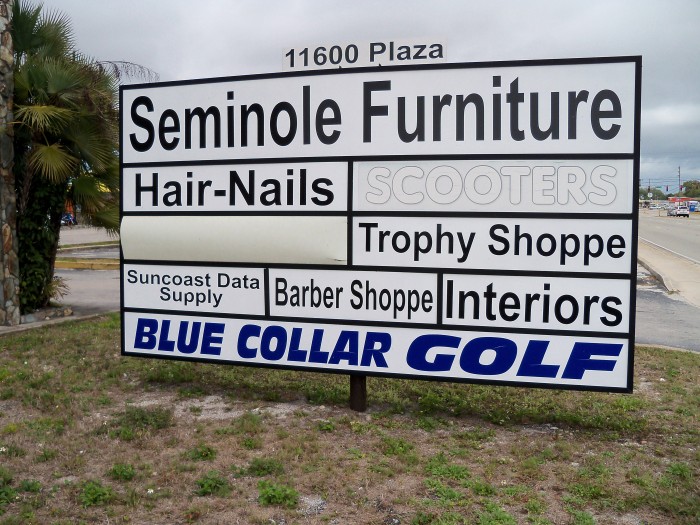 11600 Plaza
Seminole Furniture
Hair-Nails
SCOOTERS
Trophy Shoppe
Suncoast Data
Supply
Barber Shoppe
Interiors
BLUE COLLAR GOLF